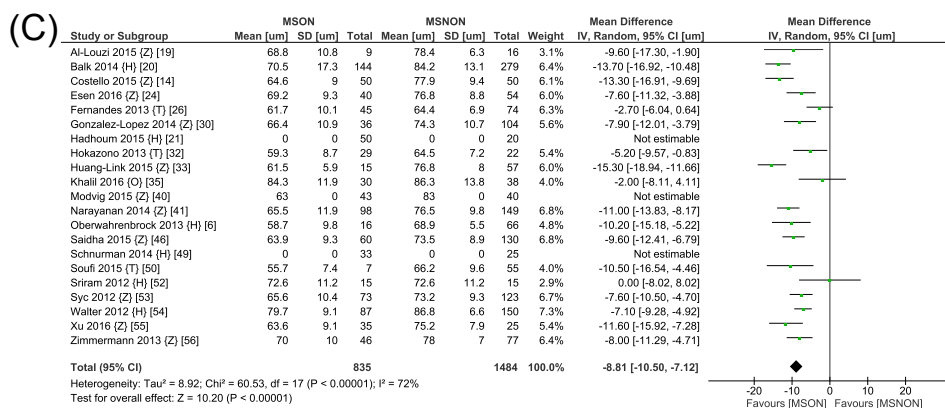 (C)
MSON MSNON Mean Difference Mean Difference
Study or Subgroup Mean [um] SD [um] Total Mean [um] SD [um] Total Weight IV, Random, 95% CI [um] IV, Random, 95% CI [um]
Al-Louzi 2015 {Z} [19] 68.8 10.8 9 78.4 6.3 16 3.1% -9.60 [-17.30, -1.90]
Balk 2014 {H} [20] 70.5 17.3 144 84.2 13.1 279 6.4% -13.70 [-16.92, -10.48]
Costello 2015 {Z} [14] 64.6 9 50 77.9 9.4 50 6.0% -13.30 [-16.91, -9.69]
Esen 2016 {Z} [24] 69.2 9.3 40 76.8 8.8 54 6.0% -7.60 [-11.32, -3.88]
Fernandes 2013 {T} [26] 61.7 10.1 45 64.4 6.9 74 6.3% -2.70 [-6.04, 0.64]
Gonzalez-Lopez 2014 {Z} [30] 66.4 10.9 36 74.3 10.7 104 5.6% -7.90 [-12.01, -3.79]
Hadhoum 2015 {H} [21] 0 0 50 0 0 20 Not estimable
Hokazono 2013 {T} [32] 59.3 8.7 29 64.5 7.2 22 5.4% -5.20 [-9.57, -0.83]
Huang-Link 2015 {Z} [33] 61.5 5.9 15 76.8 8 57 6.0% -15.30 [-18.94, -11.66]
Khalil 2016 {O} [35] 84.3 11.9 30 86.3 13.8 38 4.0% -2.00 [-8.11, 4.11]
Modvig 2015 {Z} [40] 63 0 43 83 0 40 Not estimable
Narayanan 2014 {Z} [41] 65.5 11.9 98 76.5 9.8 149 6.8% -11.00 [-13.83, -8.17]
Oberwahrenbrock 2013 {H} [6] 58.7 9.8 16 68.9 5.5 66 4.8% -10.20 [-15.18, -5.22]
Saidha 2015 {Z} [46] 63.9 9.3 60 73.5 8.9 130 6.8% -9.60 [-12.41, -6.79]
Schnurman 2014 {H} [49] 0 0 33 0 0 25 Not estimable
Soufi 2015 {T} [50] 55.7 7.4 7 66.2 9.6 55 4.0% -10.50 [-16.54, -4.46]
Sriram 2012 {H} [52] 72.6 11.2 15 72.6 11.2 15 2.9% 0.00 [-8.02, 8.02]
Syc 2012 {Z} [53] 65.6 10.4 73 73.2 9.3 123 6.7% -7.60 [-10.50, -4.70]
Walter 2012 {H} [54] 79.7 9.1 87 86.8 6.6 150 7.3% -7.10 [-9.28, -4.92]
Xu 2016 {Z} [55] 63.6 9.1 35 75.2 7.9 25 5.5% -11.60 [-15.92, -7.28]
Zimmermann 2013 {Z} [56] 70 10 46 78 7 77 6.3% -8.00 [-11.29, -4.71]
Total (95% CI) 835 1484 100.0% -8.81 [-10.50, -7.12]
Heterogeneity: Tau² = 8.92; Chi² = 60.53, df = 17 (P < 0.00001); I² = 72%
Test for overall effect: Z = 10.20 (P < 0.00001)
-20 -10 0 10 20
Favours [MSON] Favours [MSNON]